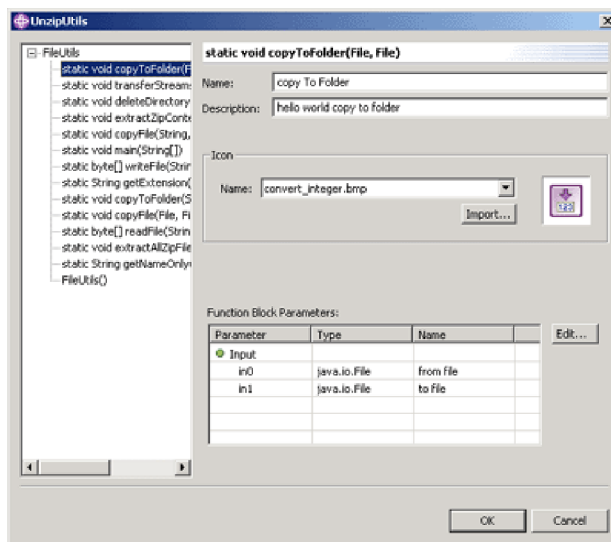 UnzipUtils
FileUtils
static void copyToFolder(F
static void transferStream
static void deleteDirectory
static void extractZipConte
static void copyFile(String,
static void main(String[])
static byte[] writeFile(Strin
static String getExtension(
static void copyToFolder(S
static void copyFile(File, Fi
static byte[] readFile(Strin
static void extractAllZipFile
static String getNameOnly
FileUtils()
static void copyToFolder(File, File)
Name: copy To Folder
Description: hello world copy to folder
Icon
Name: convert_integer.bmp
Import...
123
Function Block Parameters:
Parameter Type Name
Input
in0 java.io.File from file
in1 java.io.File to file
Edit...
OK Cancel